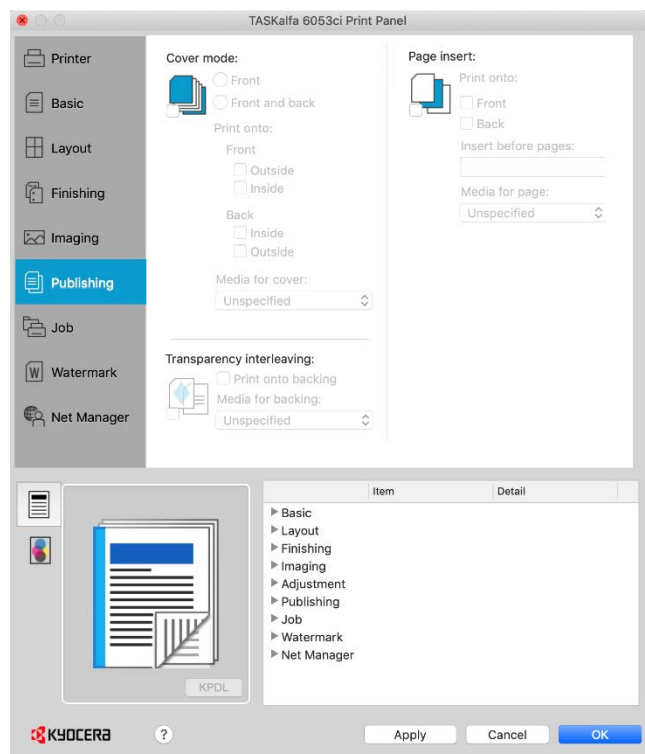 TASKalfa 6053ci Print Panel
Printer
Basic
Layout
Finishing
Imaging
Publishing
Job
Watermark
Net Manager
Cover mode:
Front
Front and back
Print onto:
Front
Outside
Inside
Back
Inside
Outside
Media for cover:
Unspecified
Transparency interleaving:
Print onto backing
Media for backing:
Unspecified
Page insert:
Print onto:
Front
Back
Insert before pages:
Media for page:
Unspecified
KPDL
Item Detail
Basic
Layout
Finishing
Imaging
Adjustment
Publishing
Job
Watermark
Net Manager
KYOCERA
?
Apply Cancel OK